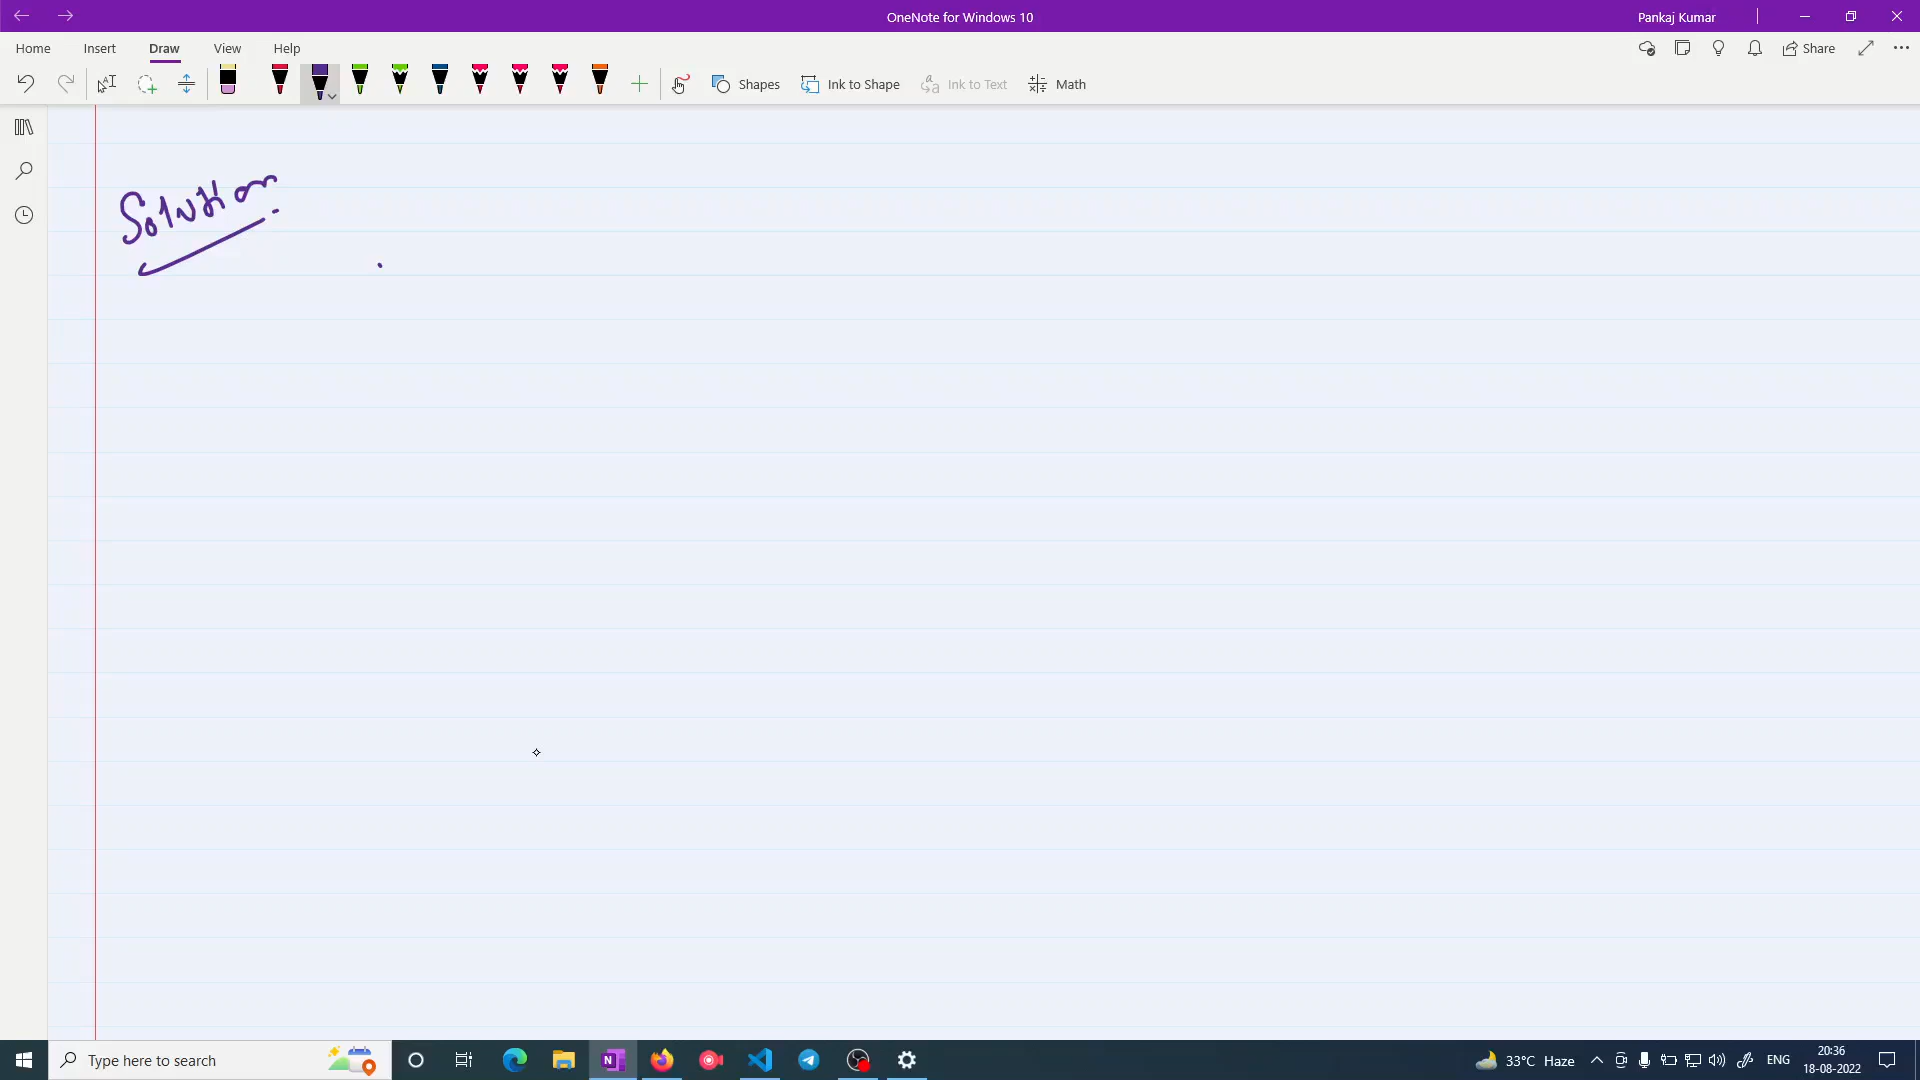 OneNote for Windows 10
Pankaj Kumar
Home Insert Draw View Help
Share
Shapes Ink to Shape Ink to Text Math
Solution
Type here to search
33°C Haze
ENG
20:36
18-08-2022